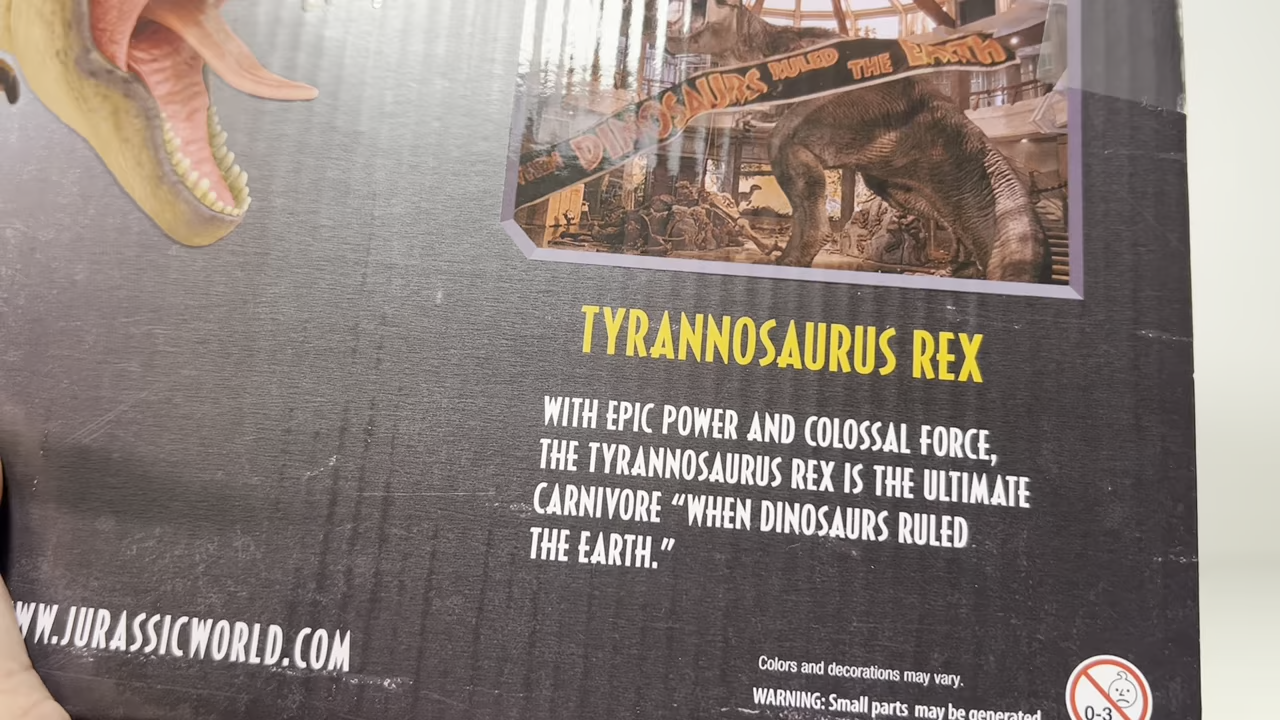 DINOSAURS RULED THE EARTH
TYRANNOSAURUS REX
WITH EPIC POWER AND COLOSSAL FORCE,
THE TYRANNOSAURUS REX IS THE ULTIMATE
CARNIVORE “WHEN DINOSAURS RULED
THE EARTH.”
WWW.JURASSICWORLD.COM
Colors and decorations may vary.
WARNING: Small parts may be generated
0-3